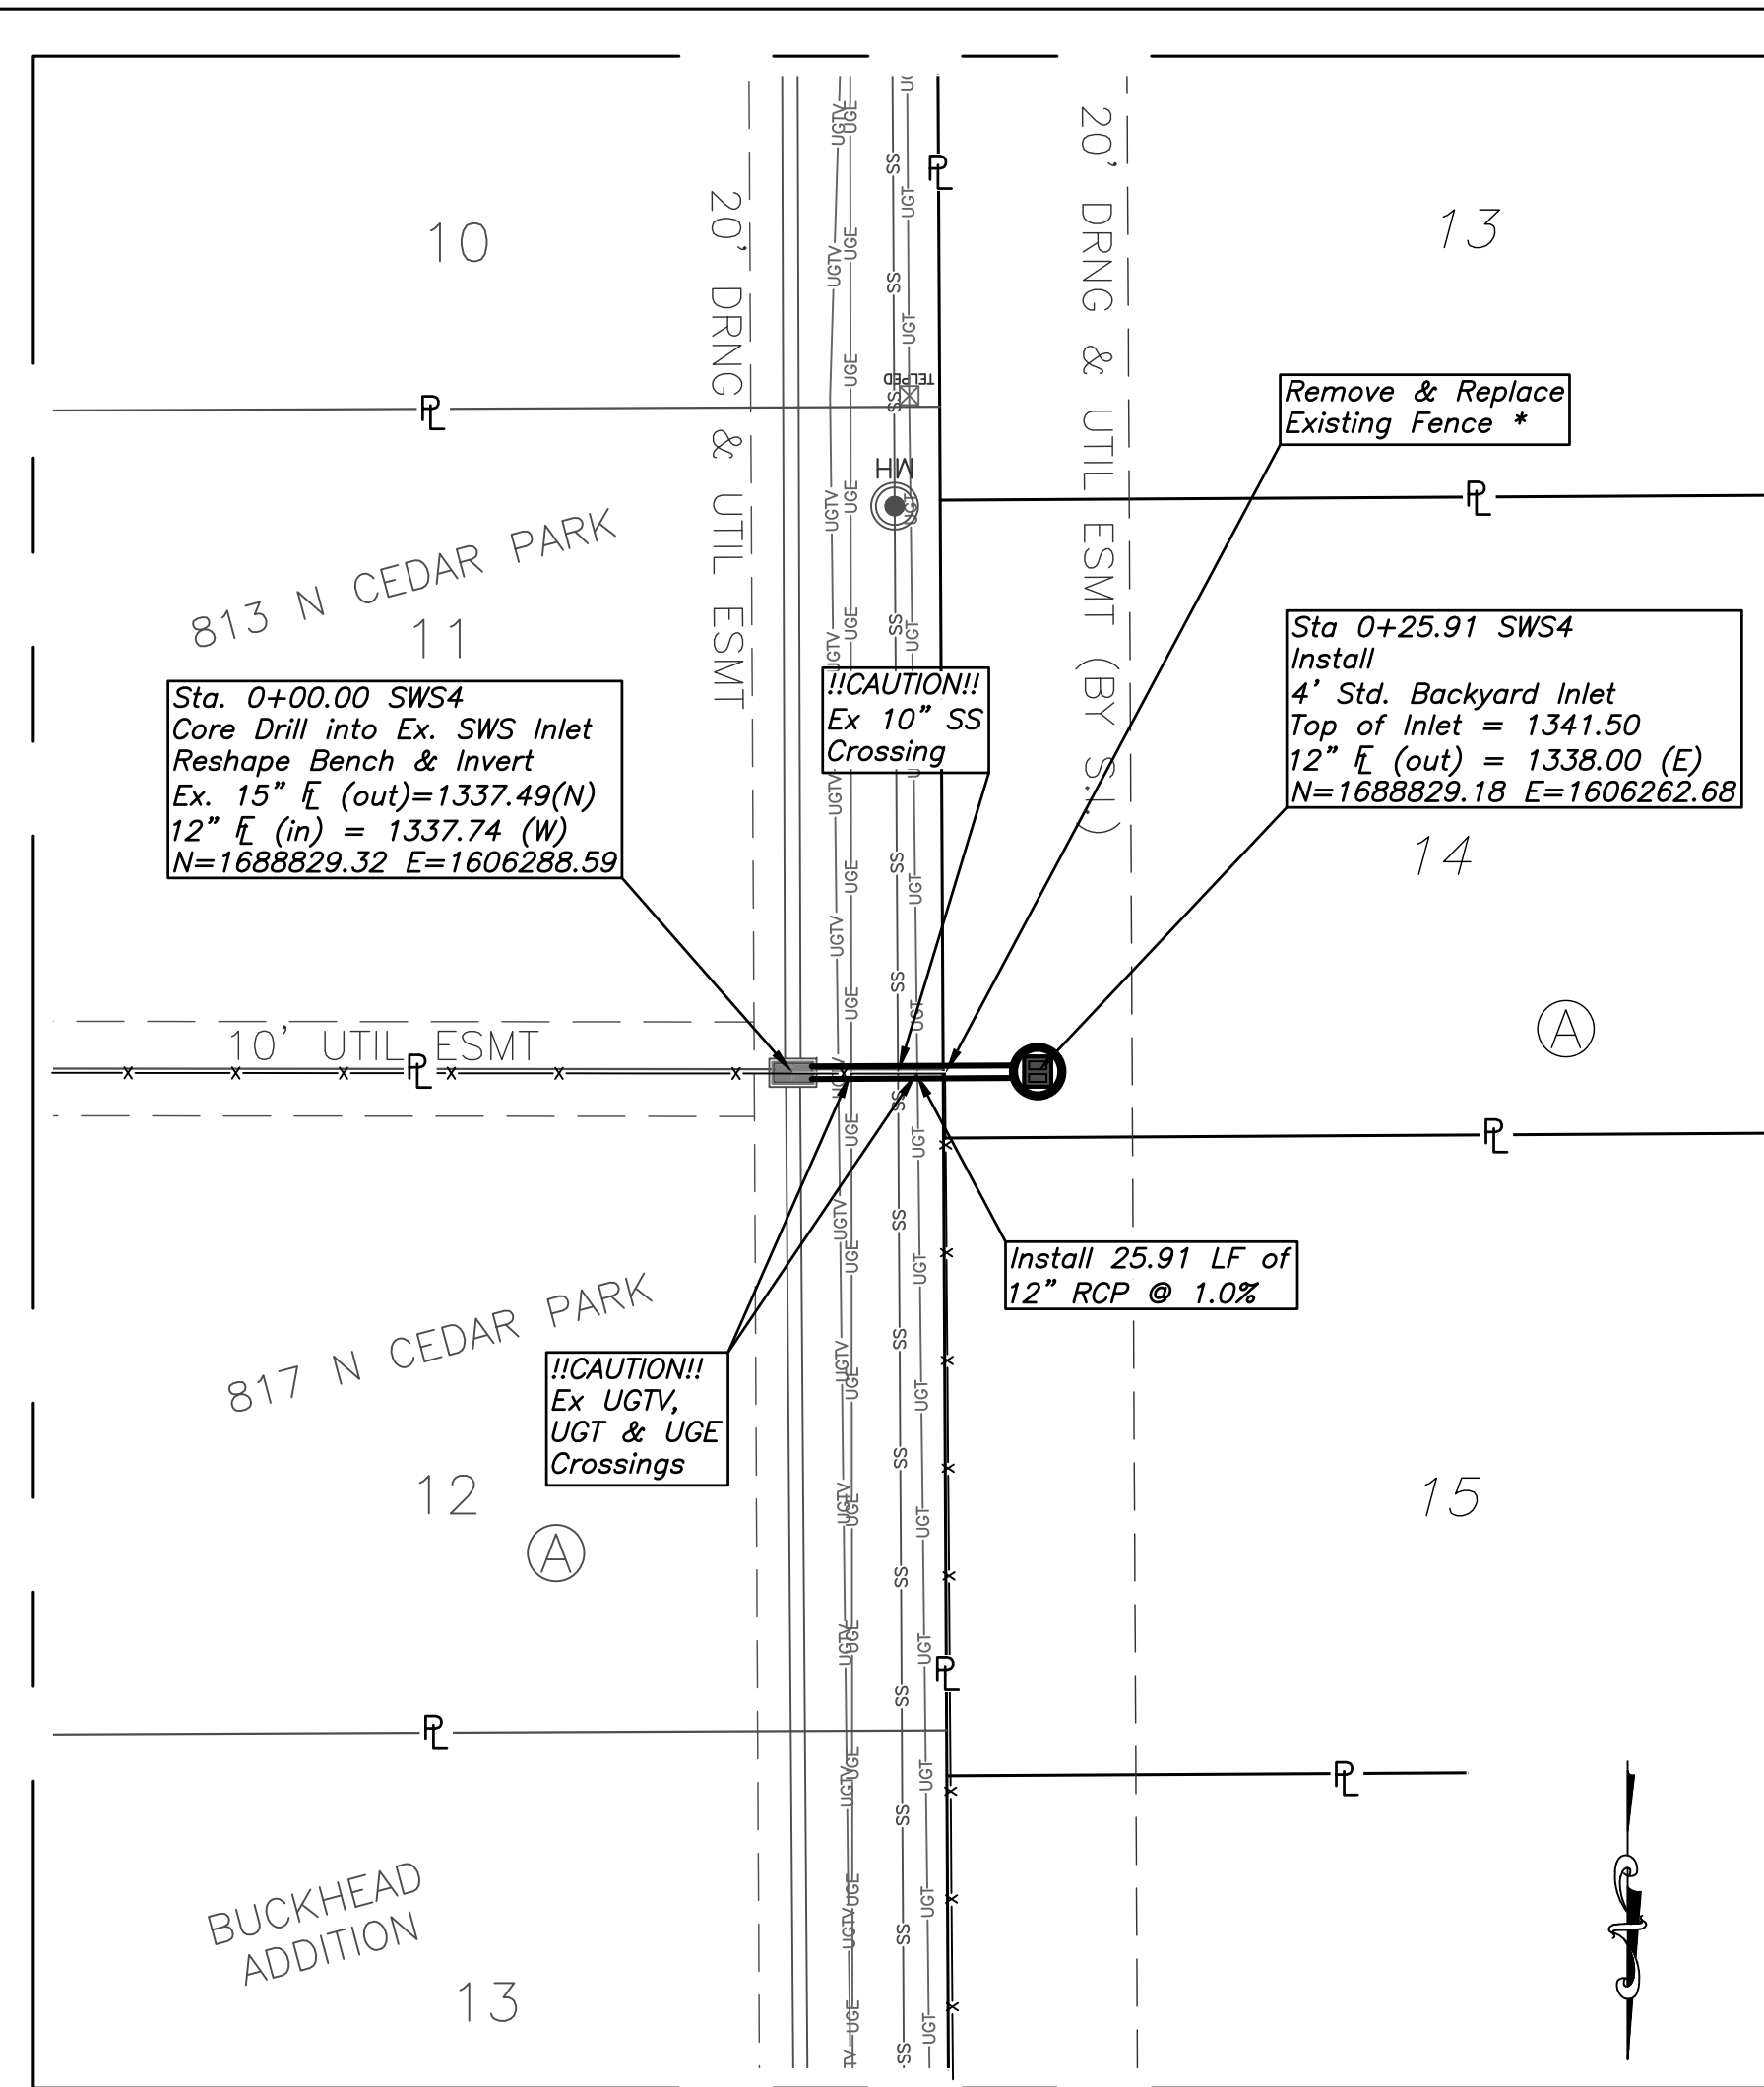 10
20' DRNG & UTIL ESMT
20' DRNG & UTIL ESMT (BY S.I.)
13
UGTV
UGE
SS
UGT
PL
TELPED
MH
Remove & Replace
Existing Fence *
813 N CEDAR PARK
11
Sta. 0+00.00 SWS4
Core Drill into Ex. SWS Inlet
Reshape Bench & Invert
Ex. 15" FL (out)=1337.49(N)
12" FL (in) = 1337.74 (W)
N=1688829.32 E=1606288.59
!!CAUTION!!
Ex 10" SS
Crossing
Sta 0+25.91 SWS4
Install
4' Std. Backyard Inlet
Top of Inlet = 1341.50
12" FL (out) = 1338.00 (E)
N=1688829.18 E=1606262.68
14
A
10' UTIL ESMT
PL
Install 25.91 LF of
12" RCP @ 1.0%
817 N CEDAR PARK
!!CAUTION!!
Ex UGTV,
UGT & UGE
Crossings
12
A
15
PL
BUCKHEAD
ADDITION
13